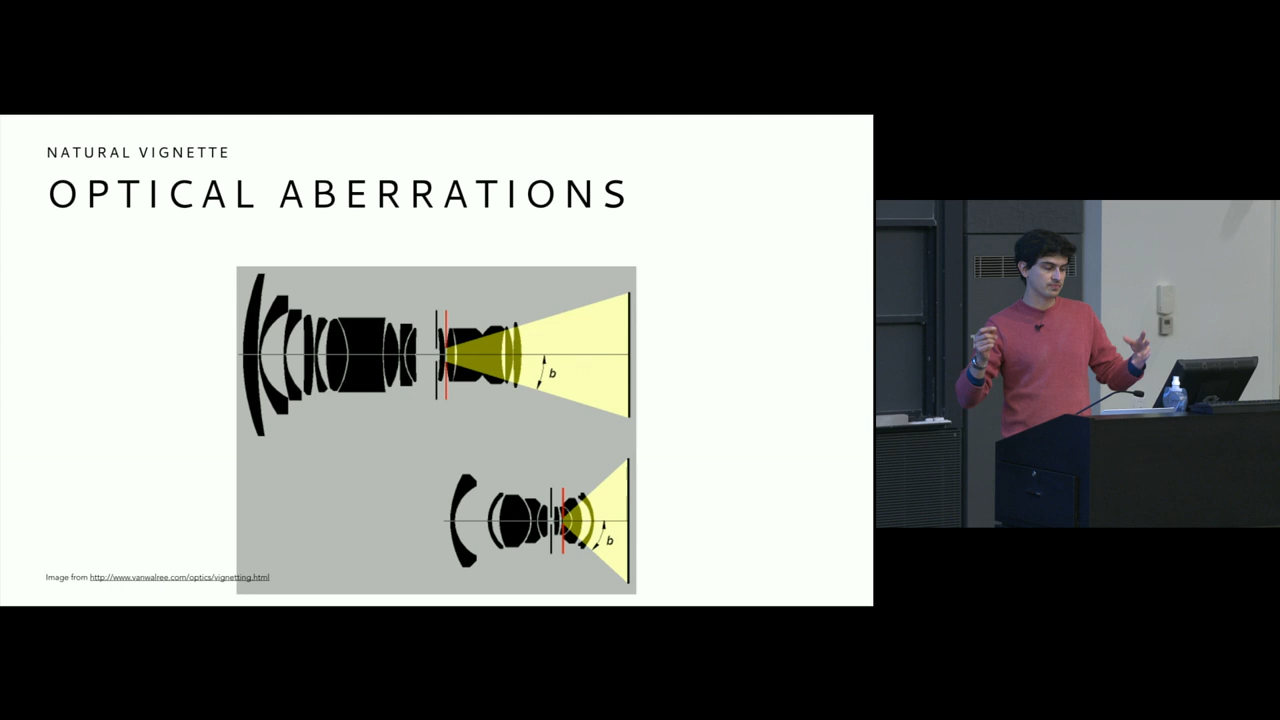 NATURAL VIGNETTE
OPTICAL ABERRATIONS
b
b
Image from http://www.vanwalree.com/optics/vignetting.html